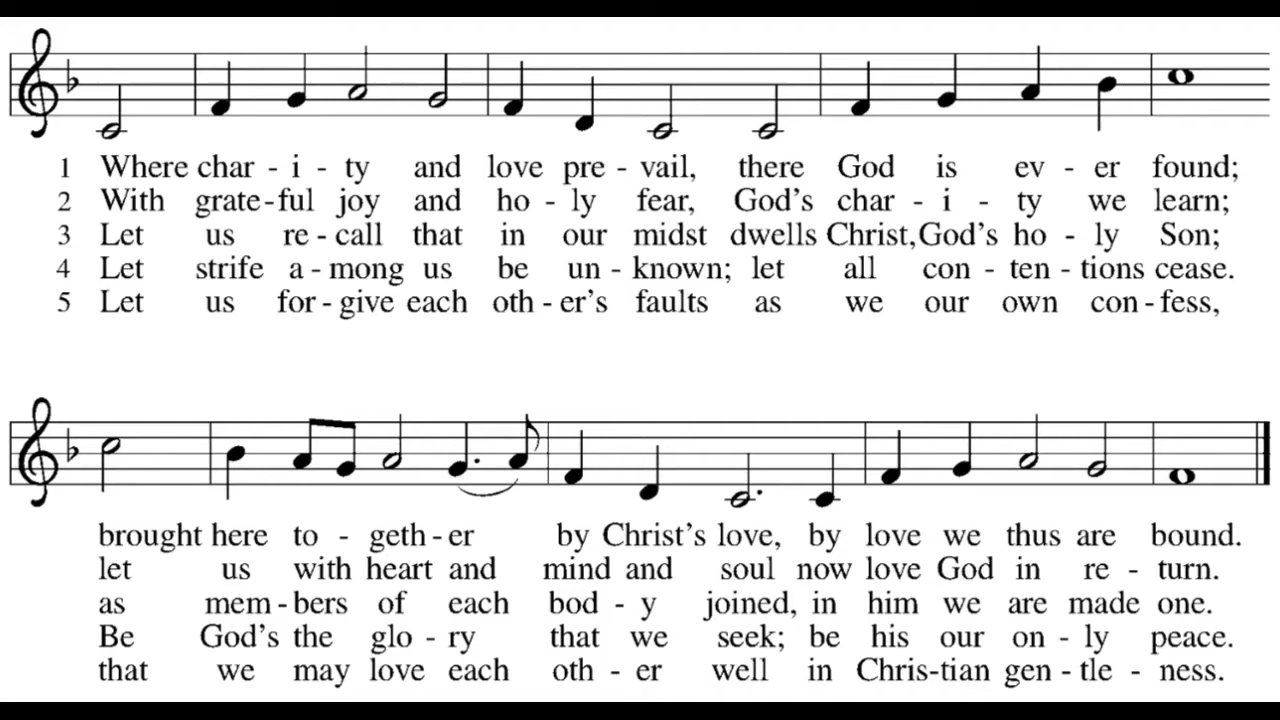 1 Where char - i - ty and love pre - vail, there God is ev - er found;
2 With grate - ful joy and ho - ly fear, God's char - i - ty we learn;
3 Let us re - call that in our midst dwells Christ, God's ho - ly Son;
4 Let strife a - mong us be un - known; let all con - ten - tions cease.
5 Let us for - give each oth - er's faults as we our own con - fess,
brought here to - geth - er by Christ's love, by love we thus are bound.
let us with heart and mind and soul now love God in re - turn.
as mem - bers of each bod - y joined, in him we are made one.
Be God's the glo - ry that we seek; be his our on - ly peace.
that we may love each oth - er well in Chris - tian gen - tle - ness.